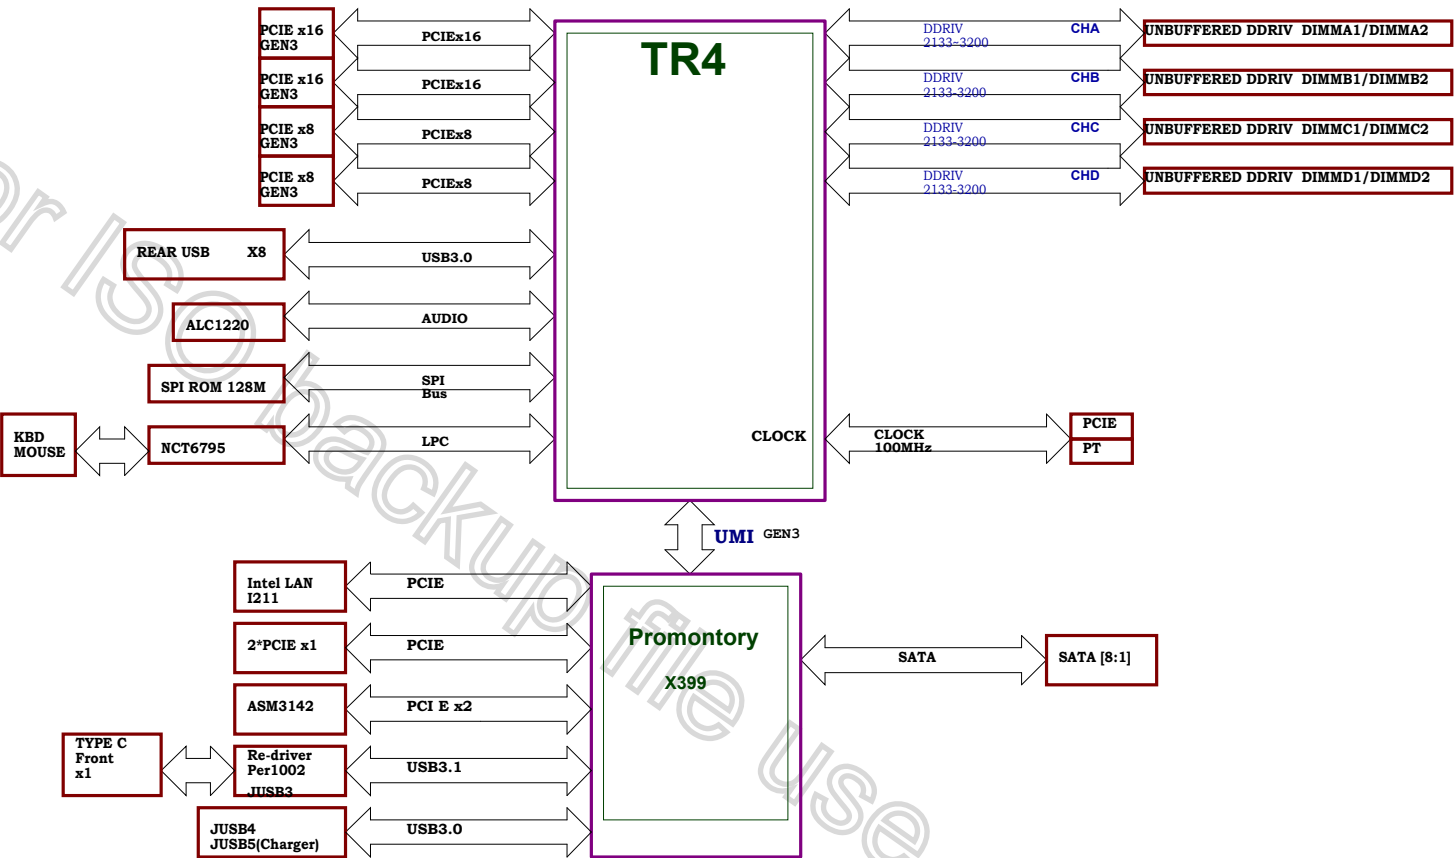 PCIE x16
GEN3
PCIEx16
PCIE x16
GEN3
PCIEx16
PCIE x8
GEN3
PCIEx8
PCIE x8
GEN3
PCIEx8
TR4
DDRIV
2133~3200
CHA
UNBUFFERED DDRIV DIMMA1/DIMMA2
DDRIV
2133-3200
CHB
UNBUFFERED DDRIV DIMMB1/DIMMB2
DDRIV
2133-3200
CHC
UNBUFFERED DDRIV DIMMC1/DIMMC2
DDRIV
2133-3200
CHD
UNBUFFERED DDRIV DIMMD1/DIMMD2
REAR USB X8
USB3.0
ALC1220
AUDIO
SPI ROM 128M
SPI
Bus
KBD
MOUSE
NCT6795
LPC
CLOCK
CLOCK
100MHz
PCIE
PT
UMI GEN3
Intel LAN
I211
PCIE
2*PCIE x1
PCIE
ASM3142
PCI E x2
TYPE C
Front
x1
Re-driver
Per1002
JUSB3
USB3.1
JUSB4
JUSB5(Charger)
USB3.0
Promontory
X399
SATA
SATA [8:1]
or ISO backup file use